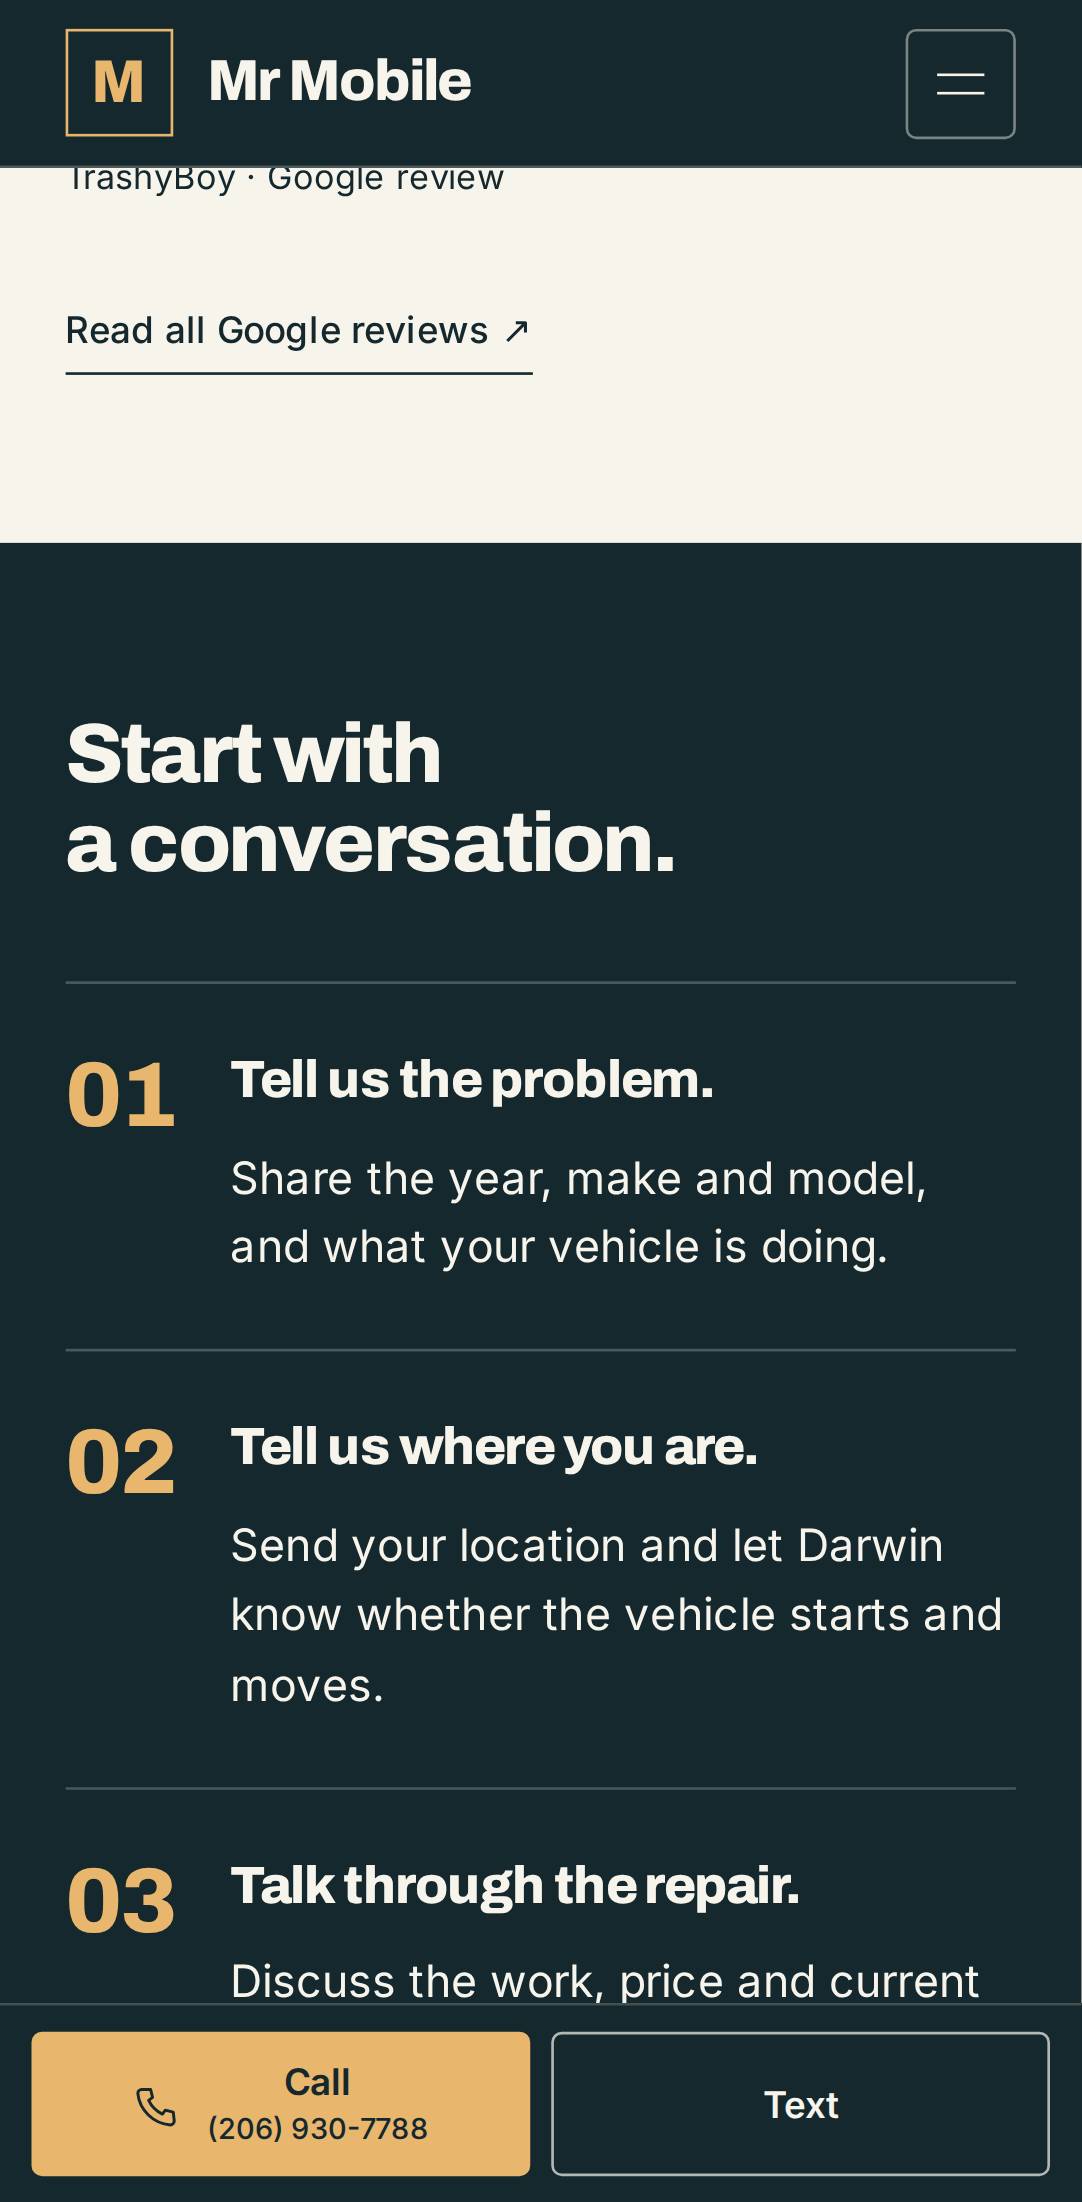 M
Mr Mobile
TrashyBoy · Google review
Read all Google reviews ↗
Start with
a conversation.
01
Tell us the problem.
Share the year, make and model,
and what your vehicle is doing.
02
Tell us where you are.
Send your location and let Darwin
know whether the vehicle starts and
moves.
03
Talk through the repair.
Discuss the work, price and current
Call
(206) 930-7788
Text